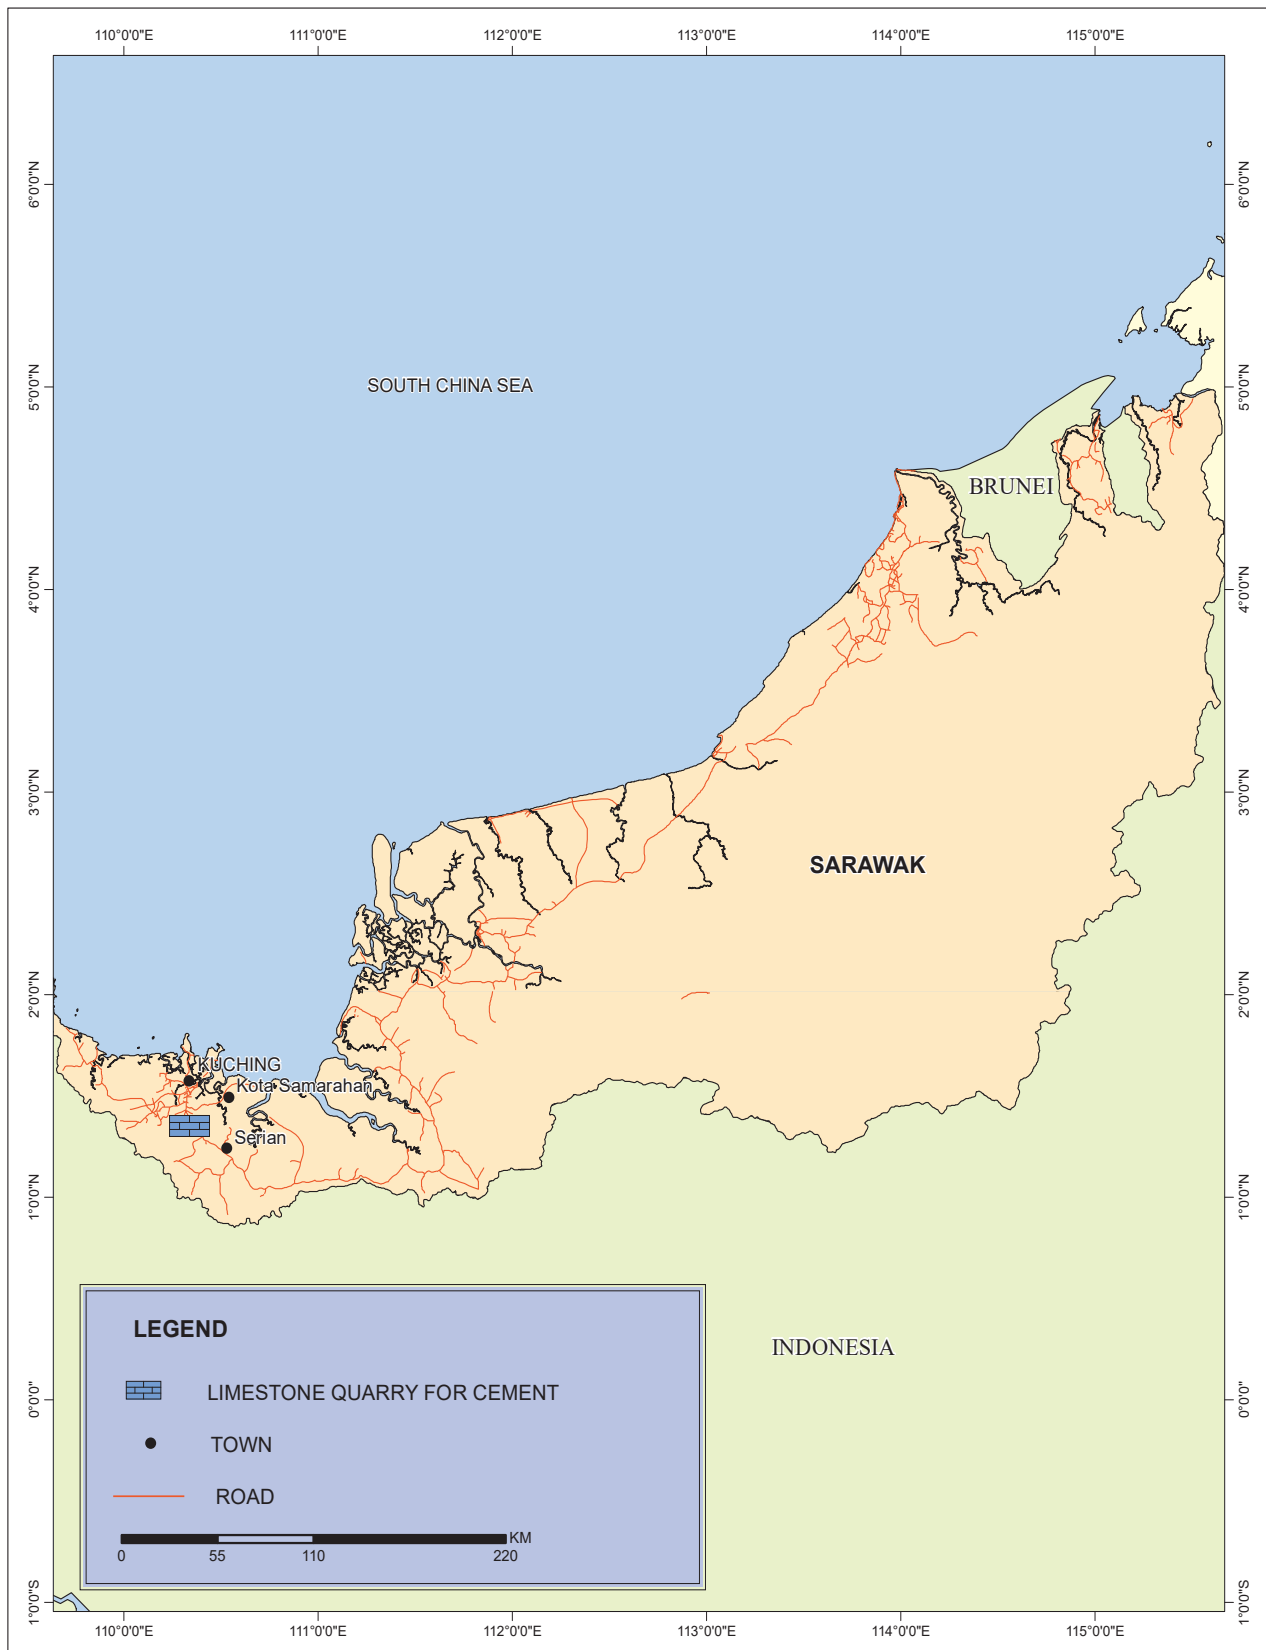 110°0'0"E 111°0'0"E 112°0'0"E 113°0'0"E 114°0'0"E 115°0'0"E
6°0'0"N 6°0'0"N
SOUTH CHINA SEA
5°0'0"N 5°0'0"N
BRUNEI
4°0'0"N 4°0'0"N
3°0'0"N 3°0'0"N
SARAWAK
2°0'0"N 2°0'0"N
KUCHING
Kota Samarahan
Serian
1°0'0"N 1°0'0"N
LEGEND
INDONESIA
LIMESTONE QUARRY FOR CEMENT
0°0'0" 0°0'0"
TOWN
ROAD
KM
0 55 110 220
1°0'0"S 1°0'0"S
110°0'0"E 111°0'0"E 112°0'0"E 113°0'0"E 114°0'0"E 115°0'0"E